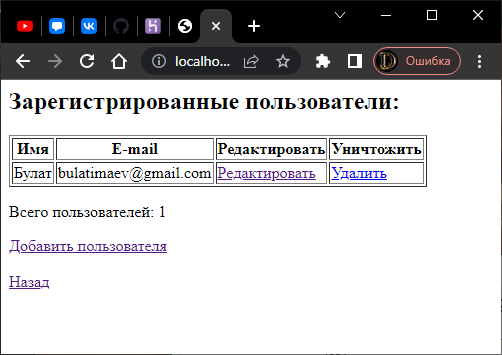 localho...
Ошибка
Зарегистрированные пользователи:
Имя E-mail Редактировать Уничтожить
Булат bulatimaev@gmail.com Редактировать Удалить
Всего пользователей: 1
Добавить пользователя
Назад